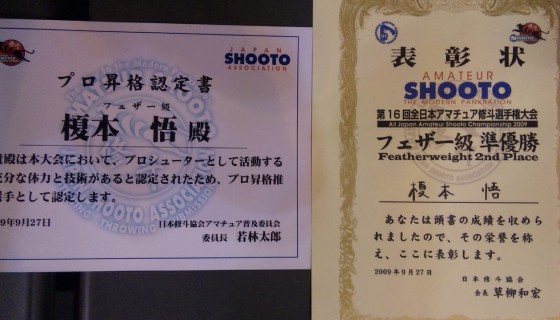 JAPAN
SHOOTO
ASSOCIATION
プロ昇格認定書
フェザー級
榎本 悟 殿
貴殿は本大会において、プロシューターとして活動する
充分な体力と技術があると認定されたため、プロ昇格推
選手として認定します。
09年9月27日
日本修斗協会アマチュア普及委員会
委員長 若林太郎
表彰状
AMATEUR
SHOOTO
THE MODERN PANKRATION
第16回全日本アマチュア修斗選手権大会
All Japan Amateur Shooto Championship 2009
フェザー級 準優勝
Featherweight 2nd Place
榎本 悟
あなたは頭書の成績を収めら
れましたので、その栄誉を称
え、ここに表彰します。
2009年9月27日
日本修斗協会
会長 草柳和宏